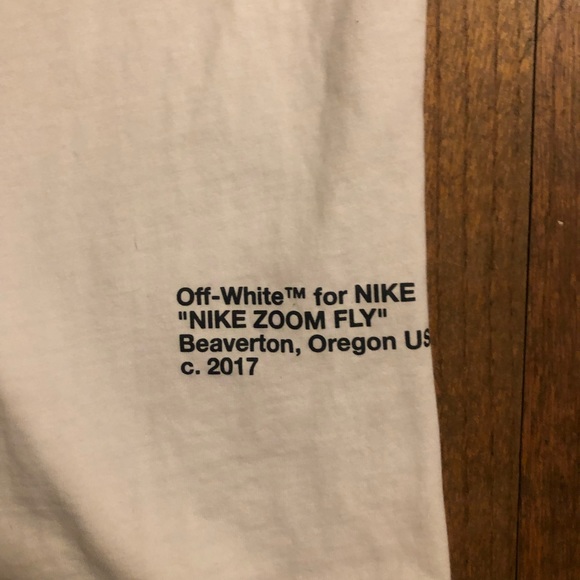 Off-White™ for NIKE
"NIKE ZOOM FLY"
Beaverton, Oregon US
c. 2017